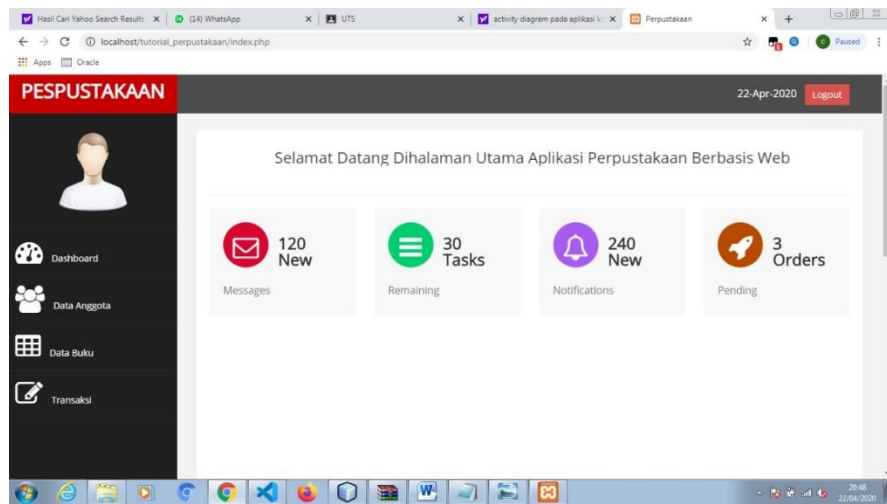 Hasil Cari Yahoo Search Results
(14) WhatsApp
UTS
activity diagram pada aplikasi
Perpustakaan
localhost/tutorial_perpustakaan/index.php
Paused
Apps
Oracle
PESPUSTAKAAN
22-Apr-2020
Logout
Selamat Datang Dihalaman Utama Aplikasi Perpustakaan Berbasis Web
120
New
Messages
30
Tasks
Remaining
240
New
Notifications
3
Orders
Pending
Dashboard
Data Anggota
Data Buku
Transaksi
20:48
22/04/2020